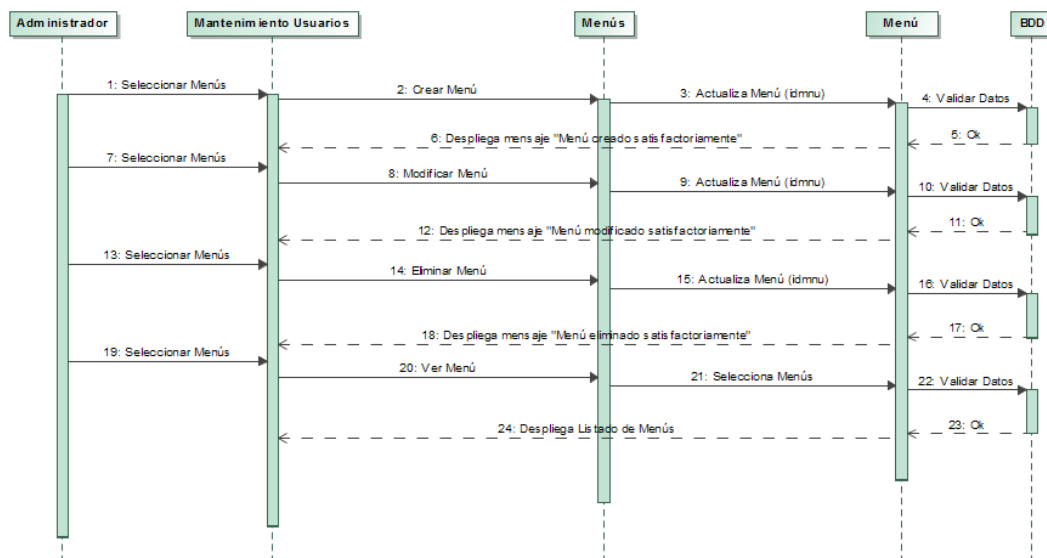 Administrador
Mantenimiento Usuarios
Menús
Menú
BDD
1: Seleccionar Menús
2: Crear Menú
3: Actualiza Menú (idmnu)
4: Validar Datos
5: Ok
6: Despliega mensaje "Menú creado satisfactoriamente"
7: Seleccionar Menús
8: Modificar Menú
9: Actualiza Menú (idmnu)
10: Validar Datos
11: Ok
12: Despliega mensaje "Menú modificado satisfactoriamente"
13: Seleccionar Menús
14: Eliminar Menú
15: Actualiza Menú (idmnu)
16: Validar Datos
17: Ok
18: Despliega mensaje "Menú eliminado satisfactoriamente"
19: Seleccionar Menús
20: Ver Menú
21: Selecciona Menús
22: Validar Datos
23: Ok
24: Despliega Listado de Menús